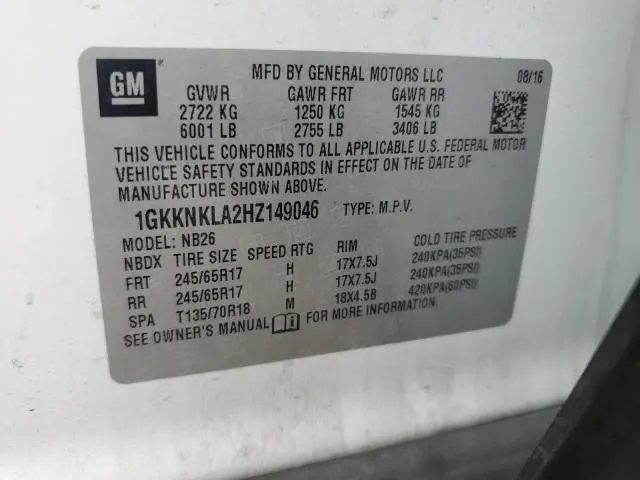 GM ®
MFD BY GENERAL MOTORS LLC 08/16
GVWR GAWR FRT GAWR RR
2722 KG 1250 KG 1545 KG
6001 LB 2755 LB 3406 LB
THIS VEHICLE CONFORMS TO ALL APPLICABLE U.S. FEDERAL MOTOR
VEHICLE SAFETY STANDARDS IN EFFECT ON THE DATE OF
MANUFACTURE SHOWN ABOVE.
1GKKNKLA2HZ149046 TYPE: M.P.V.
MODEL: NB26
NBDX TIRE SIZE SPEED RTG RIM COLD TIRE PRESSURE
FRT 245/65R17 H 17X7.5J 240KPA(35PSI)
RR 245/65R17 H 17X7.5J 240KPA(35PSI)
SPA T135/70R18 M 18X4.5B 420KPA(60PSI)
SEE OWNER'S MANUAL FOR MORE INFORMATION.